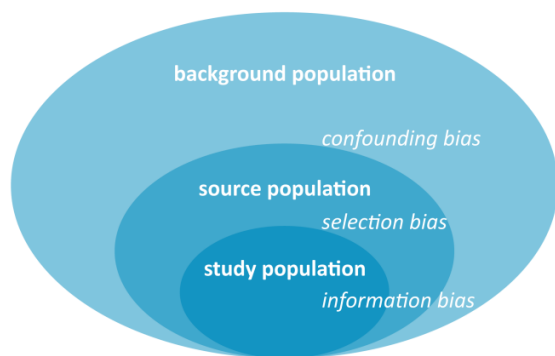 background population
confounding bias
source population
selection bias
study population
information bias